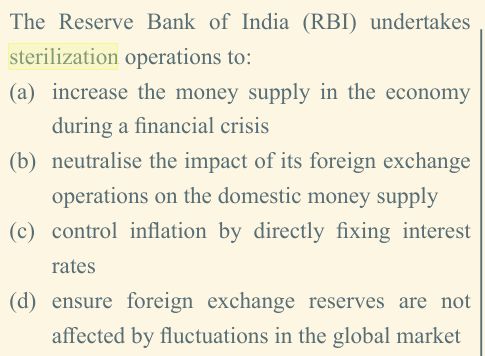 The Reserve Bank of India (RBI) undertakes
sterilization operations to:
(a) increase the money supply in the economy
during a financial crisis
(b) neutralise the impact of its foreign exchange
operations on the domestic money supply
(c) control inflation by directly fixing interest
rates
(d) ensure foreign exchange reserves are not
affected by fluctuations in the global market